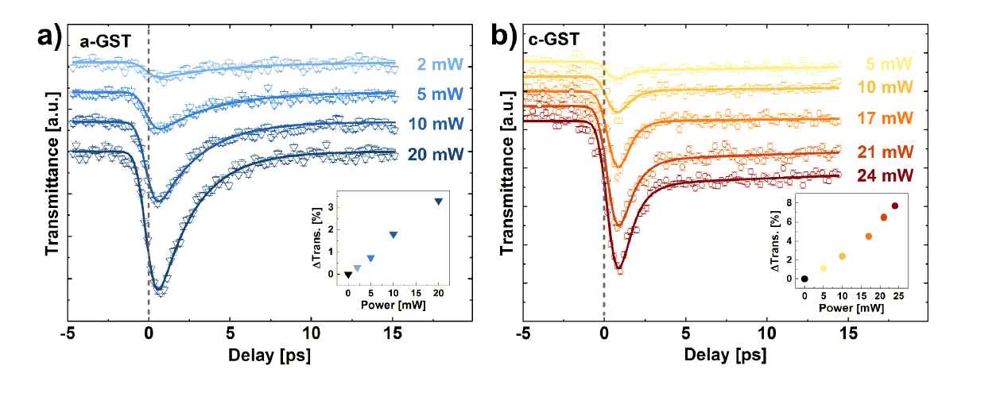 a)
a-GST
2 mW
5 mW
10 mW
20 mW
Transmittance [a.u.]
ΔTrans. [%]
3
2
1
0
0 5 10 15 20
Power [mW]
-5 0 5 10 15
Delay [ps]
b)
c-GST
5 mW
10 mW
17 mW
21 mW
24 mW
Transmittance [a.u.]
ΔTrans. [%]
8
6
4
2
0
0 5 10 15 20 25
Power [mW]
-5 0 5 10 15
Delay [ps]